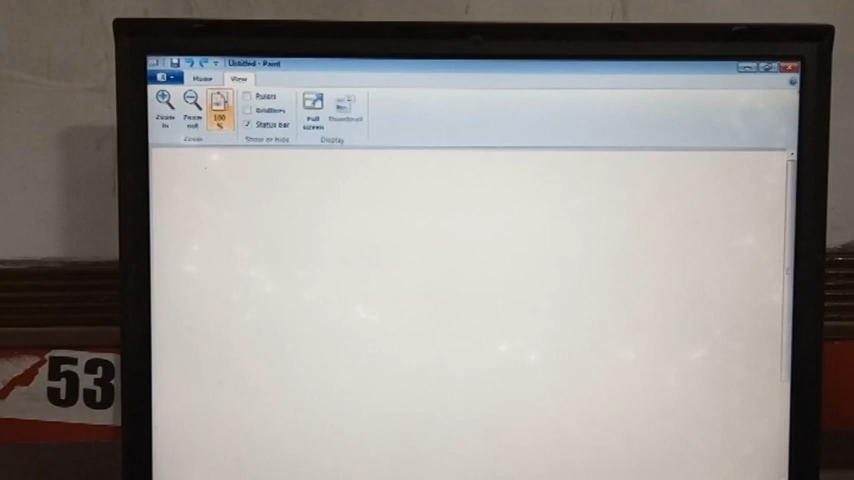 Untitled - Paint
Home View
Zoom in
Zoom out
100 %
Rulers
Gridlines
Status bar
Full screen
Thumbnail
Zoom
Show or hide
Display
53